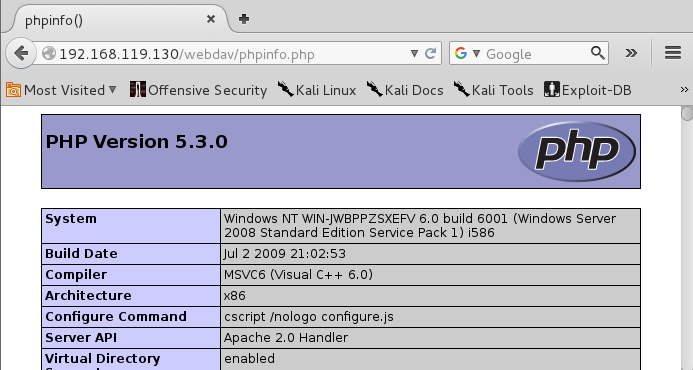 phpinfo()
192.168.119.130/webdav/phpinfo.php
Google
Most Visited
Offensive Security
Kali Linux
Kali Docs
Kali Tools
Exploit-DB
PHP Version 5.3.0
php
System
Windows NT WIN-JWBPPZSXEFV 6.0 build 6001 (Windows Server
2008 Standard Edition Service Pack 1) i586
Build Date
Jul 2 2009 21:02:53
Compiler
MSVC6 (Visual C++ 6.0)
Architecture
x86
Configure Command
cscript /nologo configure.js
Server API
Apache 2.0 Handler
Virtual Directory
enabled